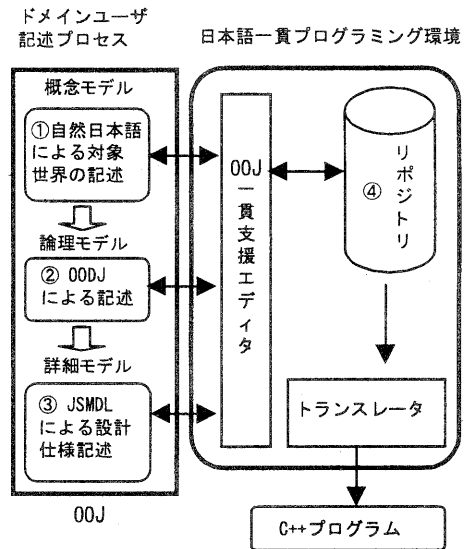 ドメインユーザ
記述プロセス
日本語一貫プログラミング環境
概念モデル
①自然日本語
による対象
世界の記述
論理モデル
② OODJ
による記述
詳細モデル
③ JSMDL
による設計
仕様記述
OOJ
OOJ一貫支援エディタ
④
リポジトリ
トランスレータ
C++プログラム